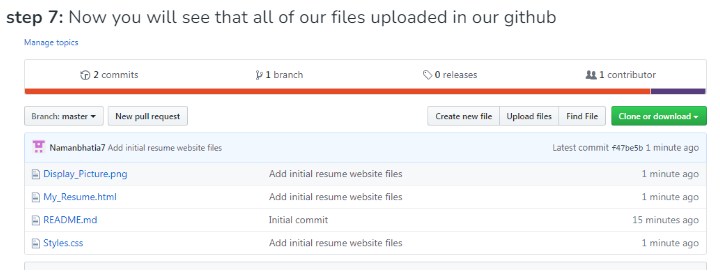 step 7: Now you will see that all of our files uploaded in our github
Manage topics
2 commits 1 branch 0 releases 1 contributor
Branch: master New pull request Create new file Upload files Find File Clone or download
Namanbhatia7 Add initial resume website files Latest commit f47be5b 1 minute ago
Display_Picture.png Add initial resume website files 1 minute ago
My_Resume.html Add initial resume website files 1 minute ago
README.md Initial commit 15 minutes ago
Styles.css Add initial resume website files 1 minute ago